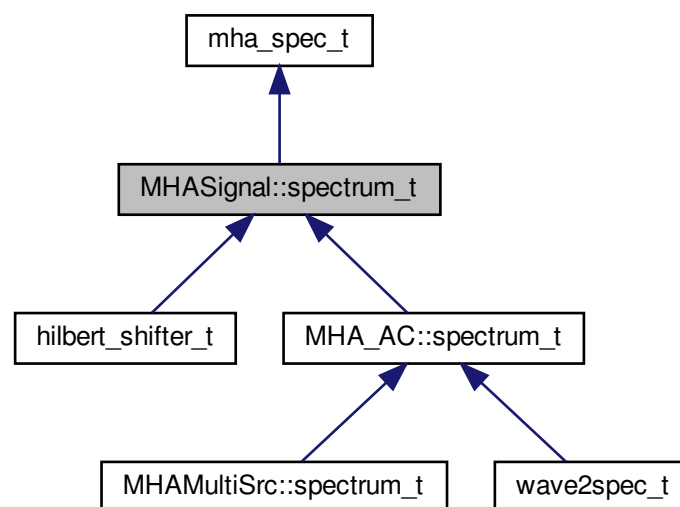 mha_spec_t
MHASignal::spectrum_t
hilbert_shifter_t
MHA_AC::spectrum_t
MHAMultiSrc::spectrum_t
wave2spec_t